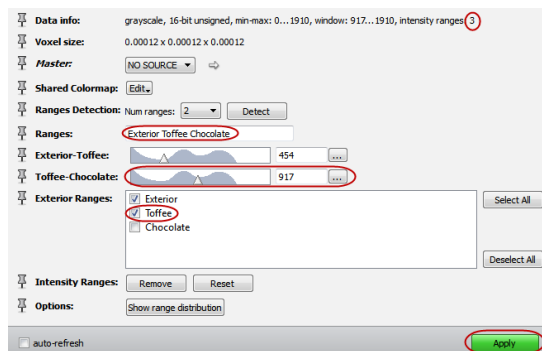 Data info: grayscale, 16-bit unsigned, min-max: 0...1910, window: 917...1910, intensity ranges: 3
Voxel size: 0.00012 x 0.00012 x 0.00012
Master: NO SOURCE
Shared Colormap: Edit
Ranges Detection: Num ranges: 2 Detect
Ranges: Exterior Toffee Chocolate
Exterior-Toffee: 454 ...
Toffee-Chocolate: 917 ...
Exterior Ranges: Exterior Select All
Toffee
Chocolate
Deselect All
Intensity Ranges: Remove Reset
Options: Show range distribution
auto-refresh Apply